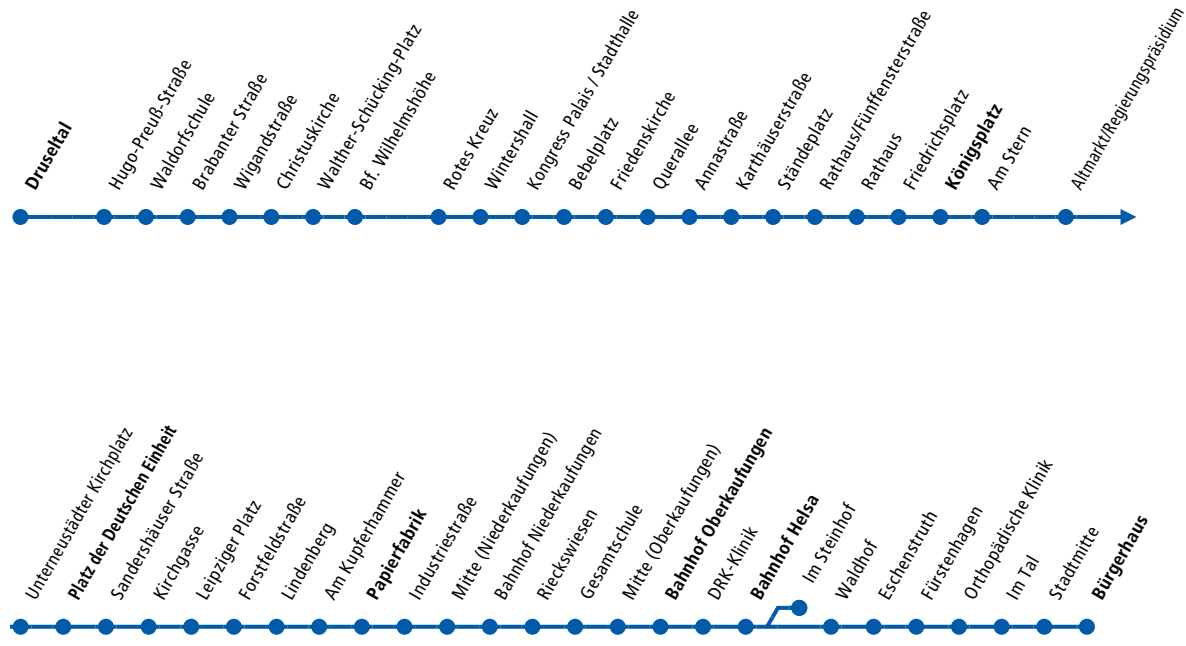 Druseltal
Hugo-Preuß-Straße
Waldorfschule
Brabanter Straße
Wigandstraße
Christuskirche
Walther-Schücking-Platz
Bf. Wilhelmshöhe
Rotes Kreuz
Wintershall
Kongress Palais / Stadthalle
Bebelplatz
Friedenskirche
Querallee
Annastraße
Karthäuserstraße
Ständeplatz
Rathaus/Fünffensterstraße
Rathaus
Friedrichsplatz
Königsplatz
Am Stern
Altmarkt/Regierungspräsidium
Unterneustädter Kirchplatz
Platz der Deutschen Einheit
Sandershäuser Straße
Kirchgasse
Leipziger Platz
Forstfeldstraße
Lindenberg
Am Kupferhammer
Papierfabrik
Industriestraße
Mitte (Niederkaufungen)
Bahnhof Niederkaufungen
Rieckswiesen
Gesamtschule
Mitte (Oberkaufungen)
Bahnhof Oberkaufungen
DRK-Klinik
Bahnhof Helsa
Im Steinhof
Waldhof
Eschenstruth
Fürstenhagen
Orthopädische Klinik
Im Tal
Stadtmitte
Bürgerhaus